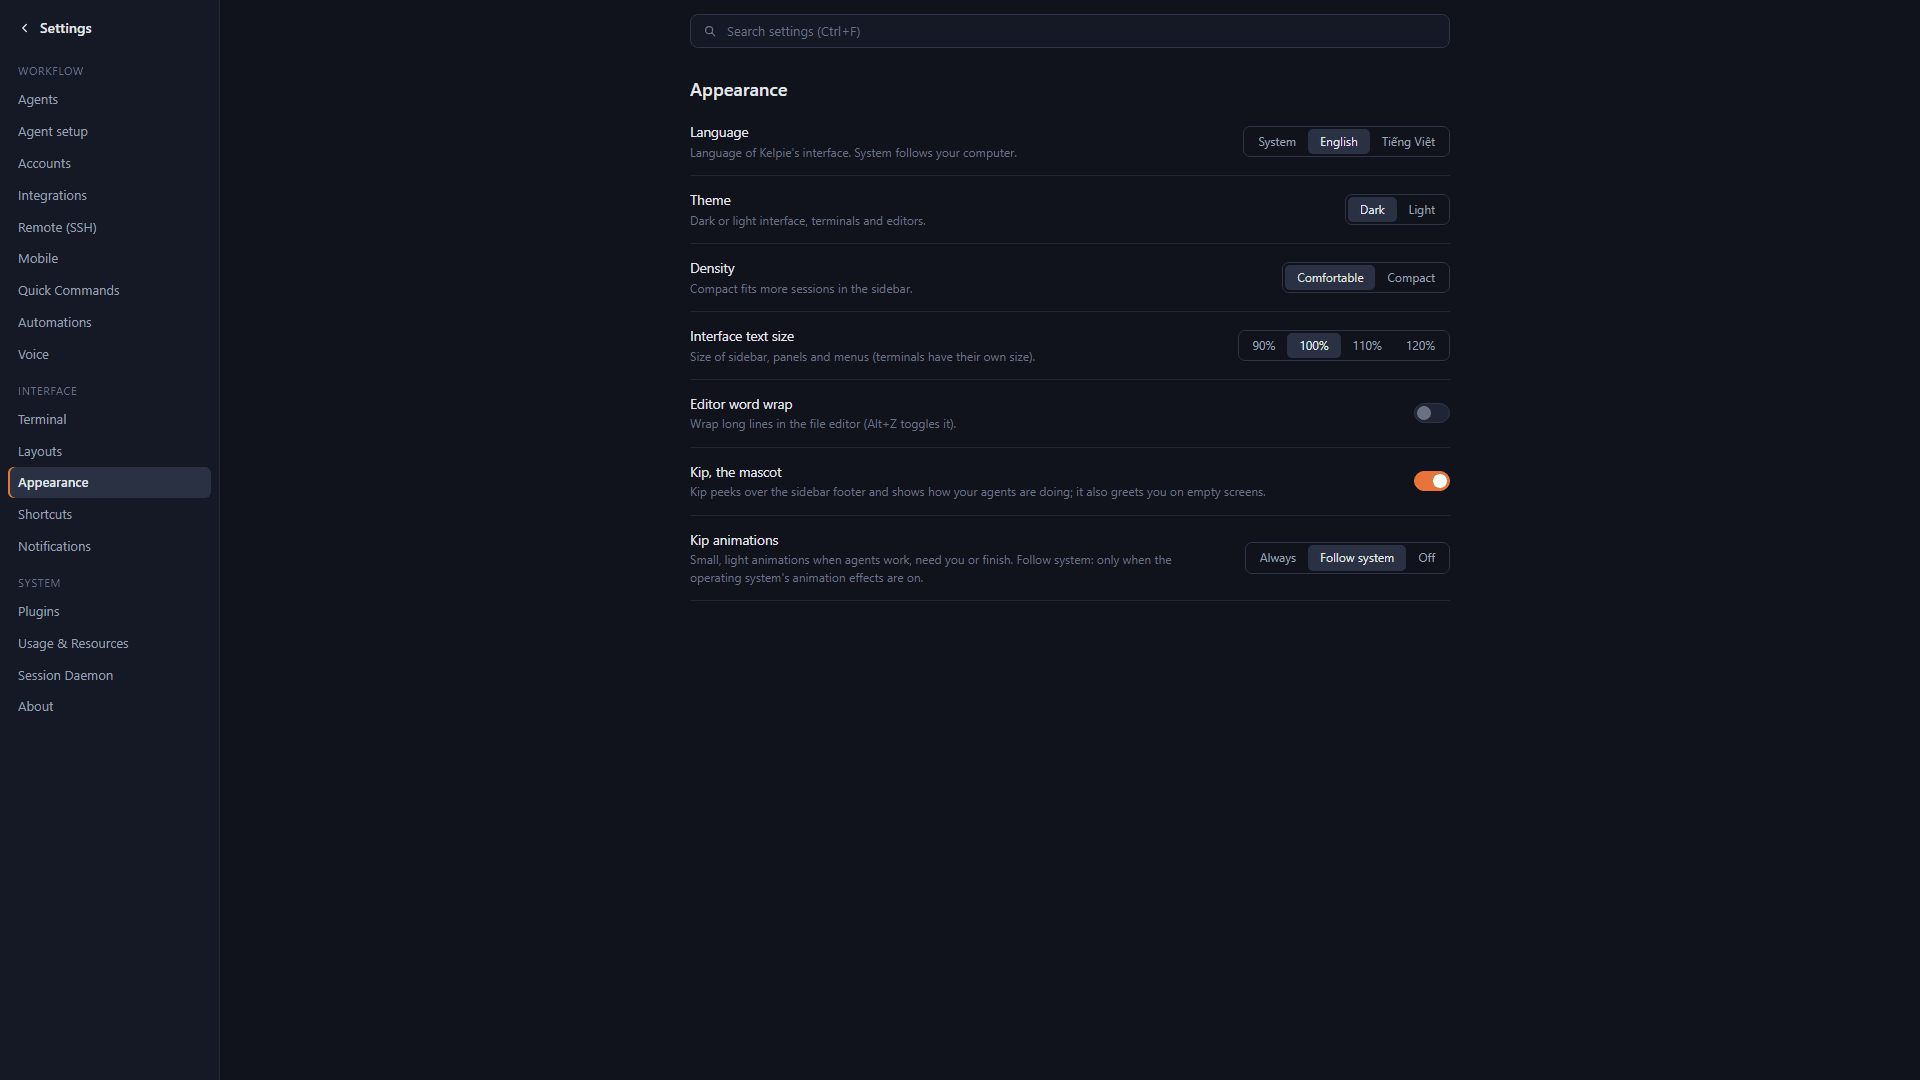 Settings
WORKFLOW
Agents
Agent setup
Accounts
Integrations
Remote (SSH)
Mobile
Quick Commands
Automations
Voice
INTERFACE
Terminal
Layouts
Appearance
Shortcuts
Notifications
SYSTEM
Plugins
Usage & Resources
Session Daemon
About
Search settings (Ctrl+F)
Appearance
Language
Language of Kelpie's interface. System follows your computer.
System English Tiếng Việt
Theme
Dark or light interface, terminals and editors.
Dark Light
Density
Compact fits more sessions in the sidebar.
Comfortable Compact
Interface text size
Size of sidebar, panels and menus (terminals have their own size).
90% 100% 110% 120%
Editor word wrap
Wrap long lines in the file editor (Alt+Z toggles it).
Kip, the mascot
Kip peeks over the sidebar footer and shows how your agents are doing; it also greets you on empty screens.
Kip animations
Small, light animations when agents work, need you or finish. Follow system: only when the
operating system's animation effects are on.
Always Follow system Off